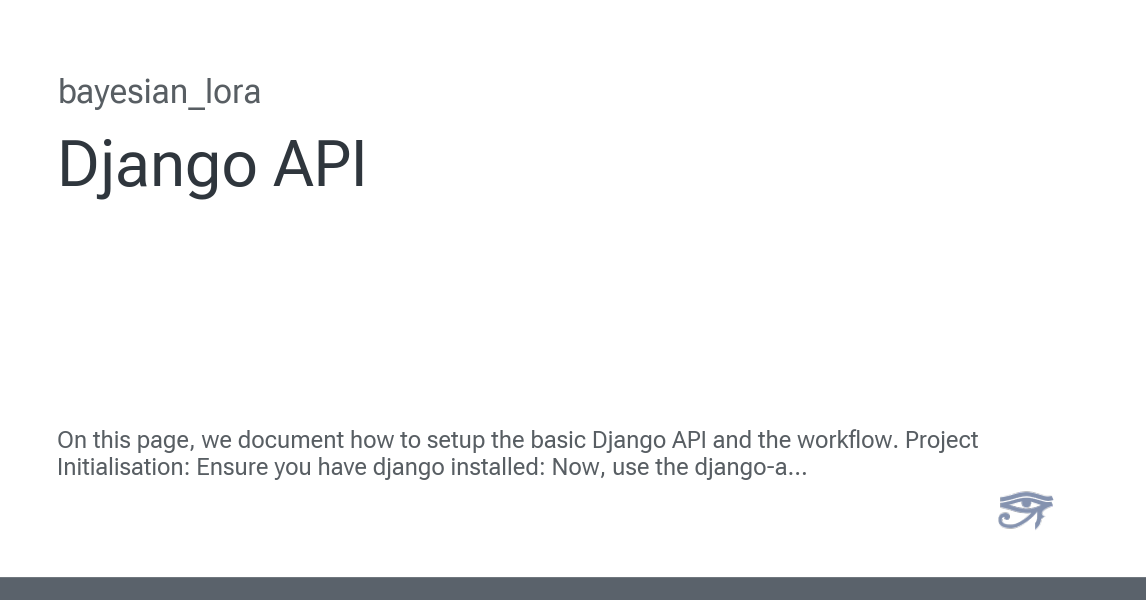 bayesian_lora
Django API
On this page, we document how to setup the basic Django API and the workflow. Project
Initialisation: Ensure you have django installed: Now, use the django-a...